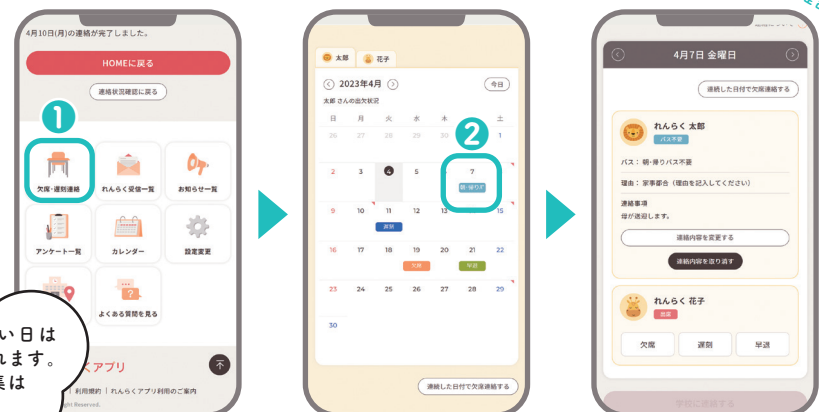 4月10日(月)の連絡が完了しました。
HOMEに戻る
連絡状況確認に戻る
1
欠席・遅刻連絡
れんらく受信一覧
お知らせ一覧
アンケート一覧
カレンダー
設定変更
よくある質問を見る
い日は
れます。
集は
くアプリ
利用規約 | れんらくアプリ利用のご案内
ght Reserved.
太郎 花子
2023年4月
今日
太郎 さんの出欠状況
日 月 火 水 木 土
2
26 27 28 29 30 1
2 3 4 5 7
朝・帰りバ
9 10 11 12 13 15
遅刻
16 17 18 19 20 21 22
欠席 早退
23 24 25 26 27 28 29
30
連続した日付で欠席連絡する
4月7日 金曜日
連続した日付で欠席連絡する
れんらく 太郎
バス不要
バス: 朝・帰りバス不要
理由: 家事都合(理由を記入してください)
連絡事項
母が送迎します。
連絡内容を変更する
連絡内容を取り消す
れんらく 花子
出席
欠席 遅刻 早退
学校に連絡する